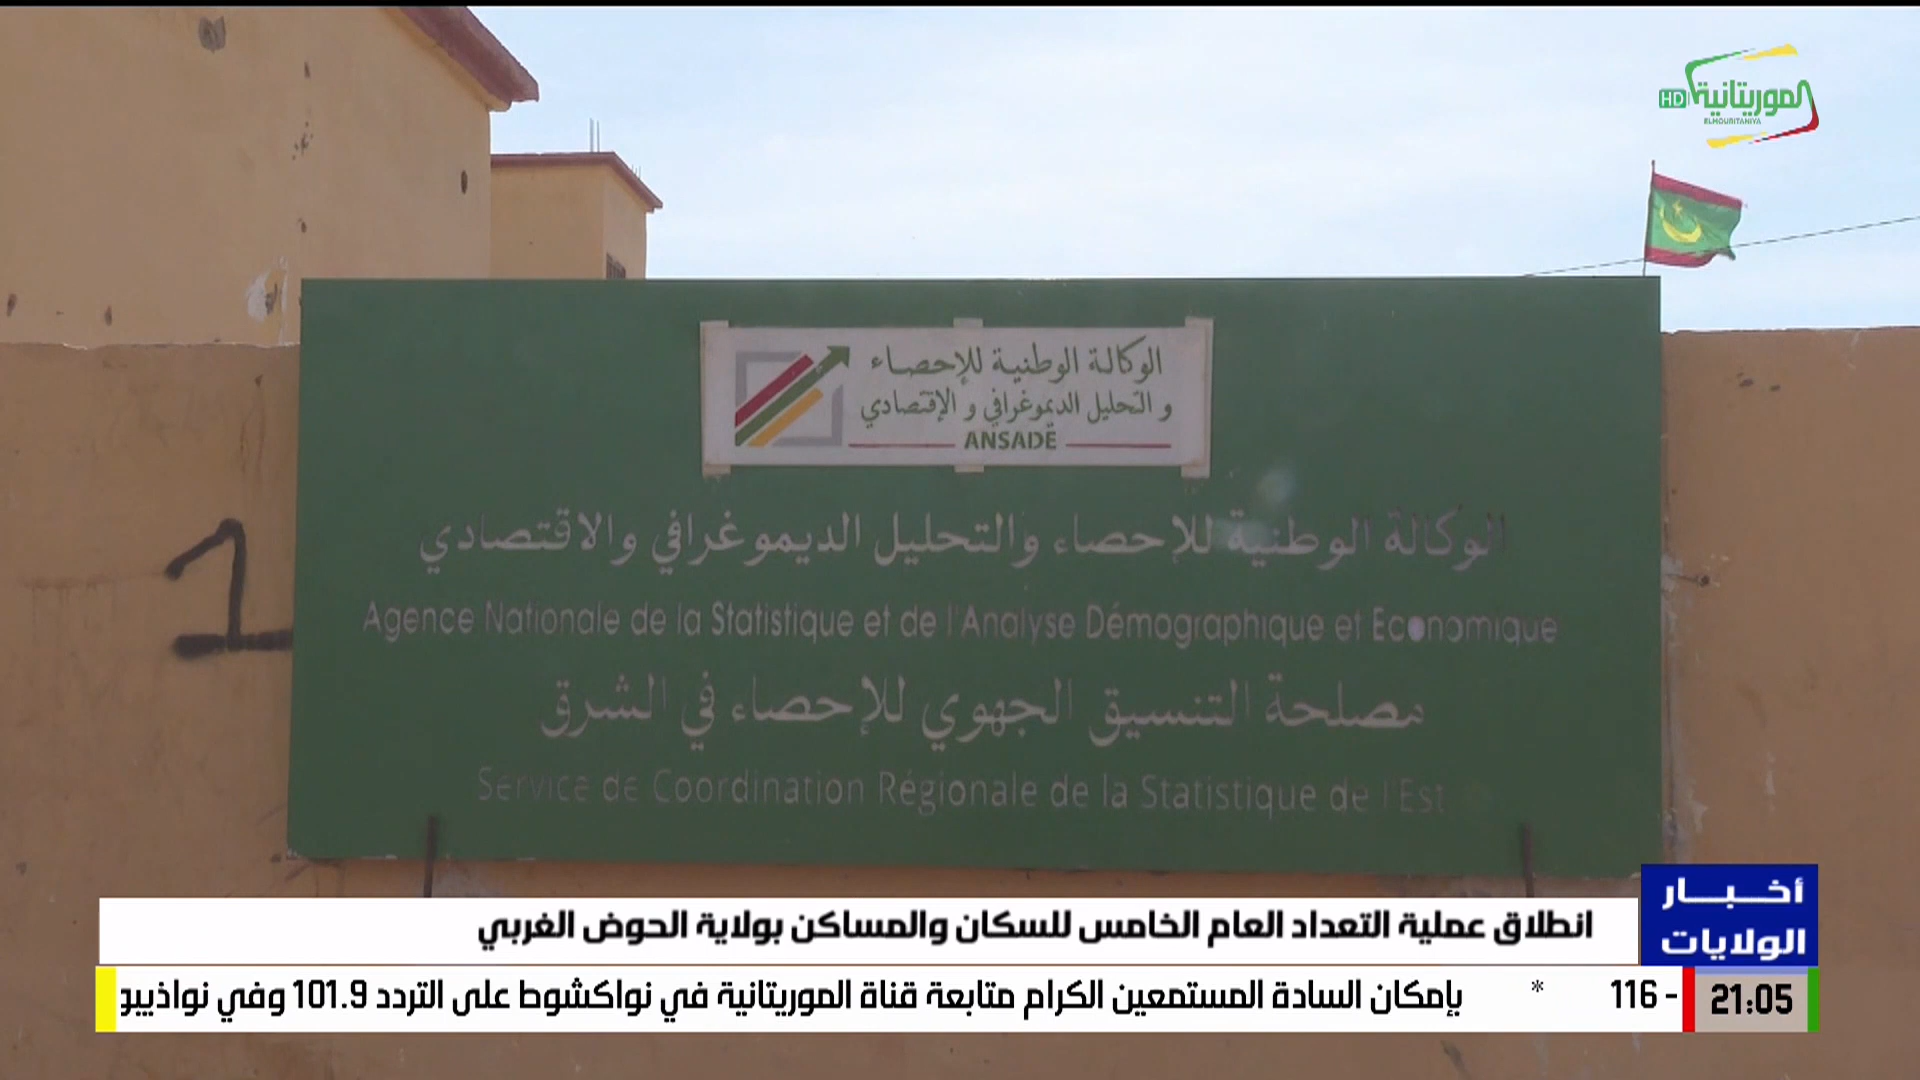 الموريتانية
HD
ELMOURITANIYA
الوكالة الوطنية للإحصاء
و التحليل الديموغرافي و الإقتصادي
ANSADE
الوكالة الوطنية للإحصاء والتحليل الديموغرافي والاقتصادي
Agence Nationale de la Statistique et de l'Analyse Démographique et Economique
مصلحة التنسيق الجهوي للإحصاء في الشرق
Service de Coordination Régionale de la Statistique de l'Est
1
أخبار
الولايات
انطلاق عملية التعداد العام الخامس للسكان والمساكن بولاية الحوض الغربي
21:05
116 - * بإمكان السادة المستمعين الكرام متابعة قناة الموريتانية في نواكشوط على التردد 101.9 وفي نواذيبو